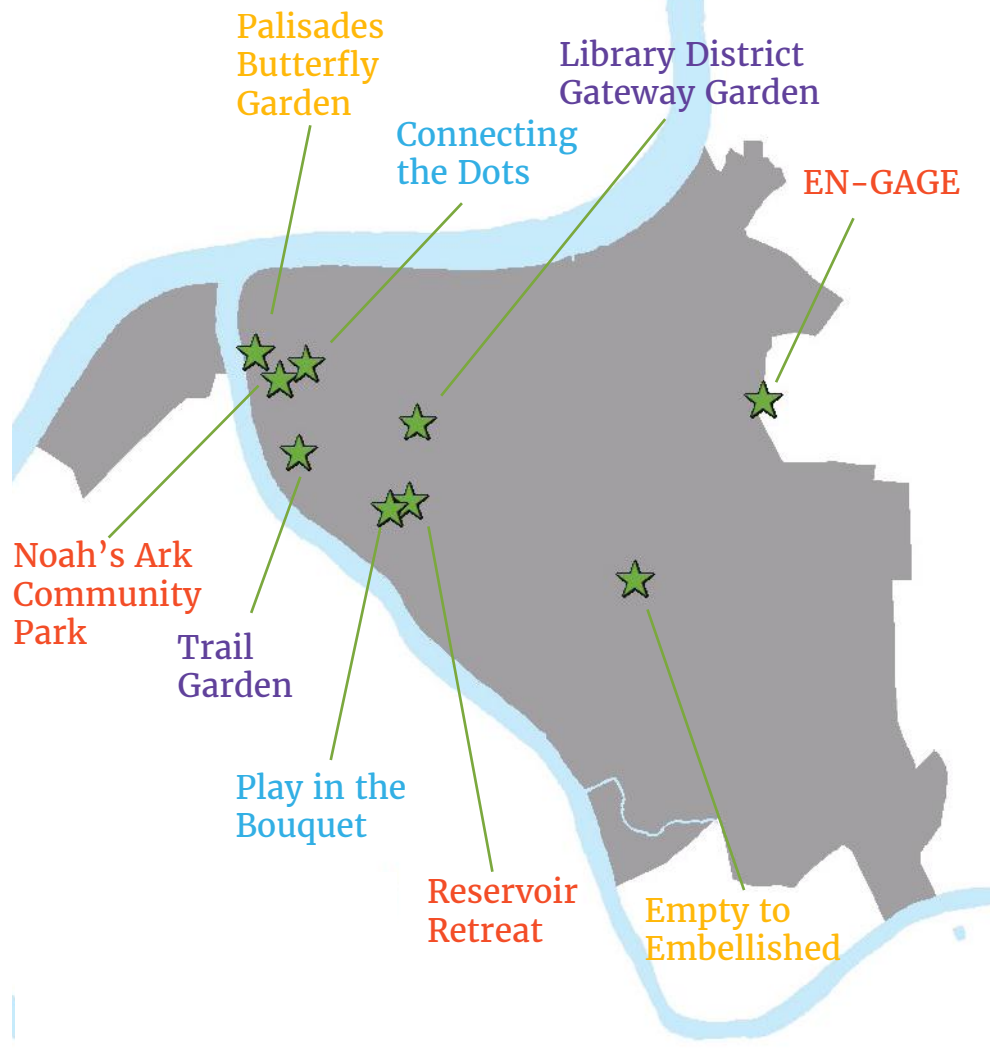 Palisades
Butterfly
Garden
Library District
Gateway Garden
Connecting
the Dots
EN-GAGE
Noah’s Ark
Community
Park
Trail
Garden
Play in the
Bouquet
Reservoir
Retreat
Empty to
Embellished